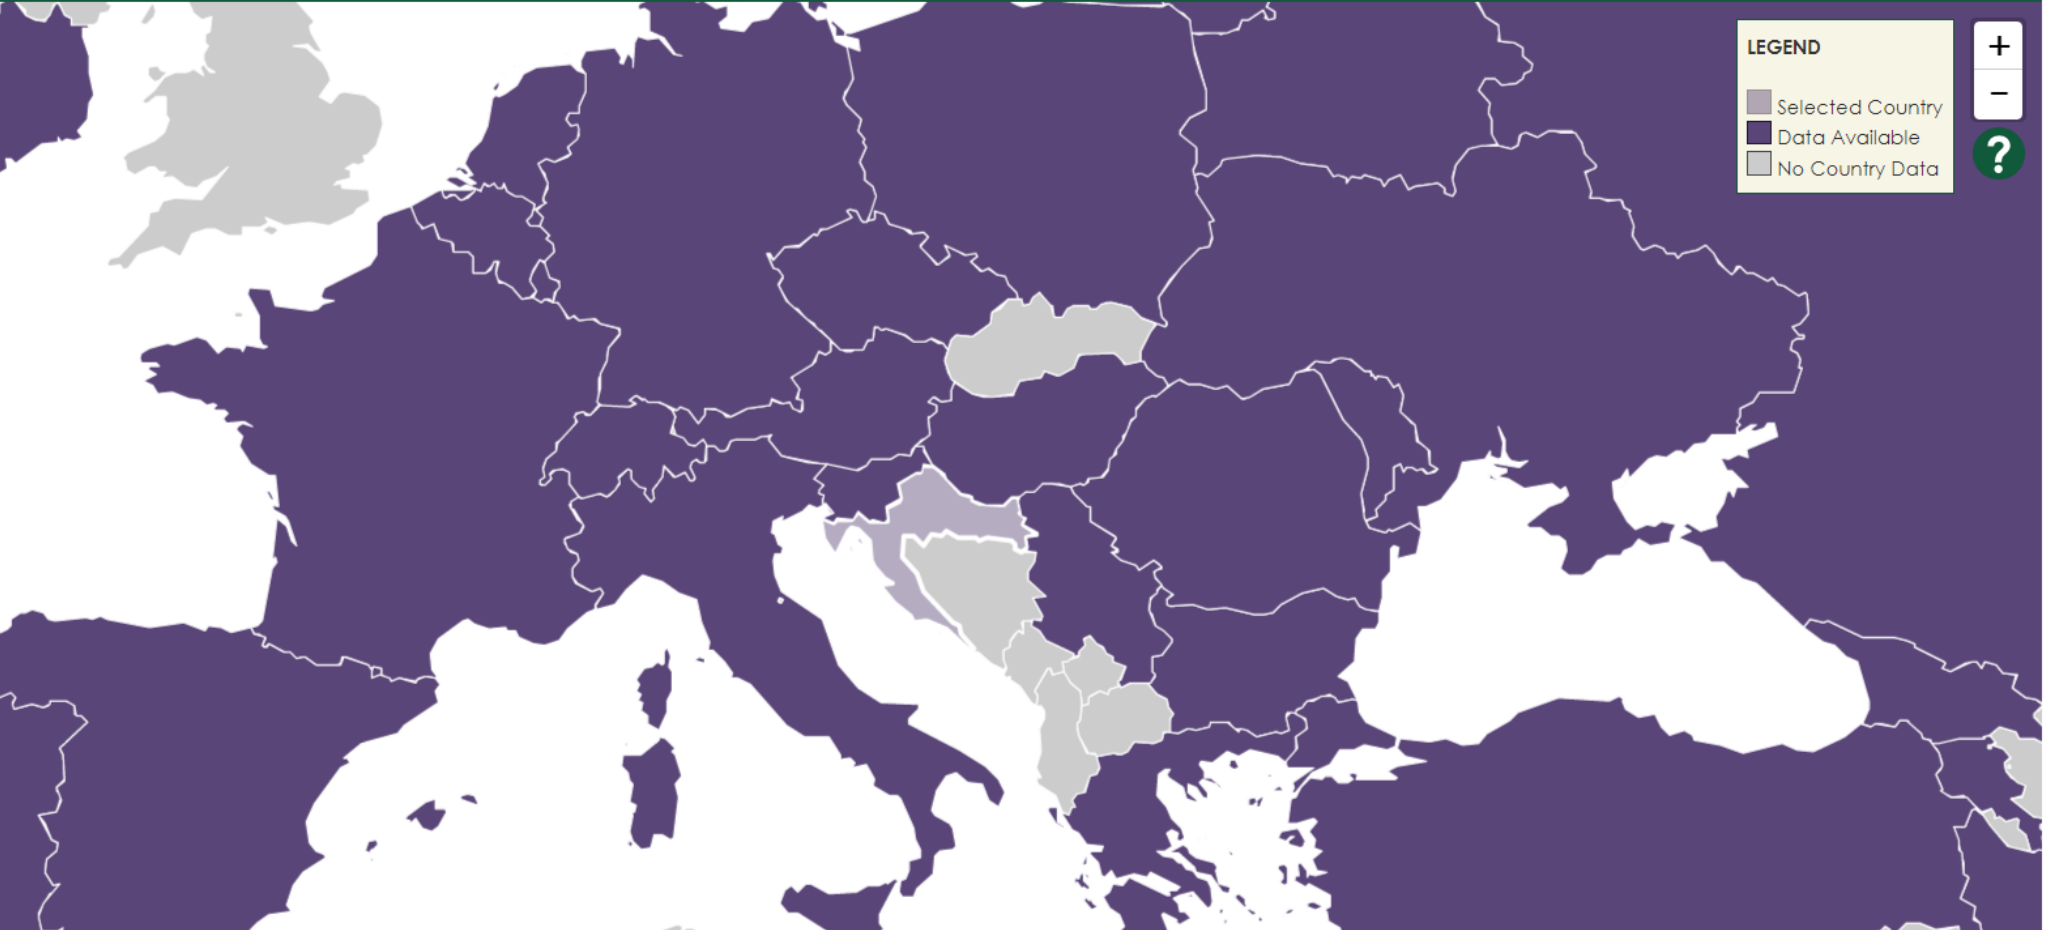 LEGEND
Selected Country
Data Available
No Country Data
+
−
?